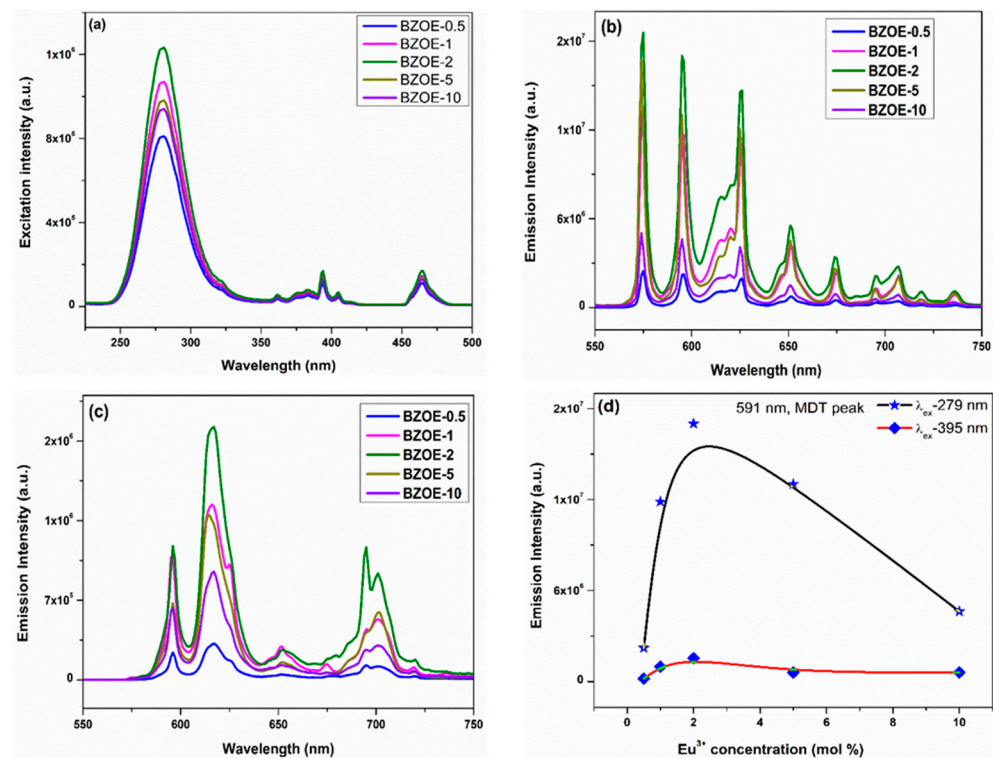 (a)
BZOE-0.5
BZOE-1
BZOE-2
BZOE-5
BZOE-10
Excitation intensity (a.u.)
1x10⁶
8x10⁵
4x10⁵
0
250 300 350 400 450 500
Wavelength (nm)
(b)
BZOE-0.5
BZOE-1
BZOE-2
BZOE-5
BZOE-10
Emission Intensity (a.u.)
2x10⁷
1x10⁷
6x10⁶
0
550 600 650 700 750
Wavelength (nm)
(c)
BZOE-0.5
BZOE-1
BZOE-2
BZOE-5
BZOE-10
Emission Intensity (a.u.)
2x10⁶
1x10⁶
7x10⁵
0
550 600 650 700 750
Wavelength (nm)
(d)
591 nm, MDT peak
λex-279 nm
λex-395 nm
Emission Intensity (a.u.)
2x10⁷
1x10⁷
6x10⁶
0
0 2 4 6 8 10
Eu³⁺ concentration (mol %)